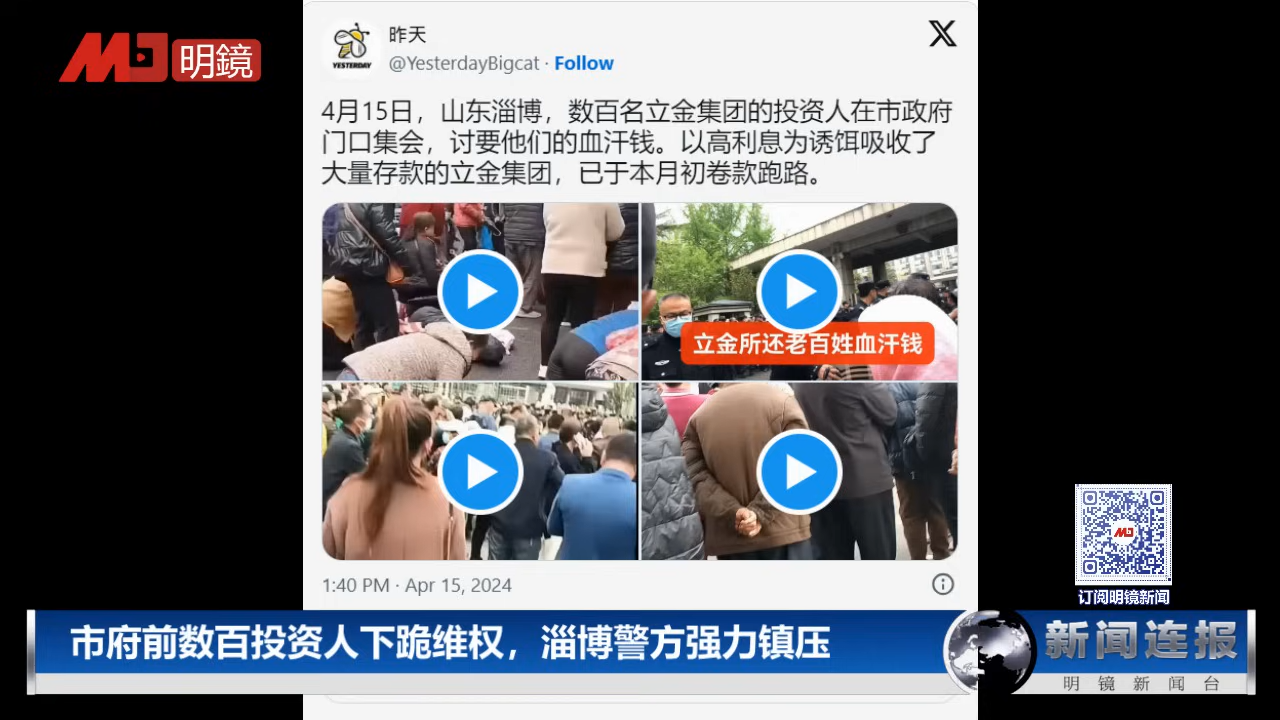 MJ 明鏡
昨天
@YesterdayBigcat · Follow
YESTERDAY
4月15日，山东淄博，数百名立金集团的投资人在市政府
门口集会，讨要他们的血汗钱。以高利息为诱饵吸收了
大量存款的立金集团，已于本月初卷款跑路。
立金所还老百姓血汗钱
1:40 PM · Apr 15, 2024
订阅明镜新闻
市府前数百投资人下跪维权，淄博警方强力镇压
新闻连报
明镜新闻台